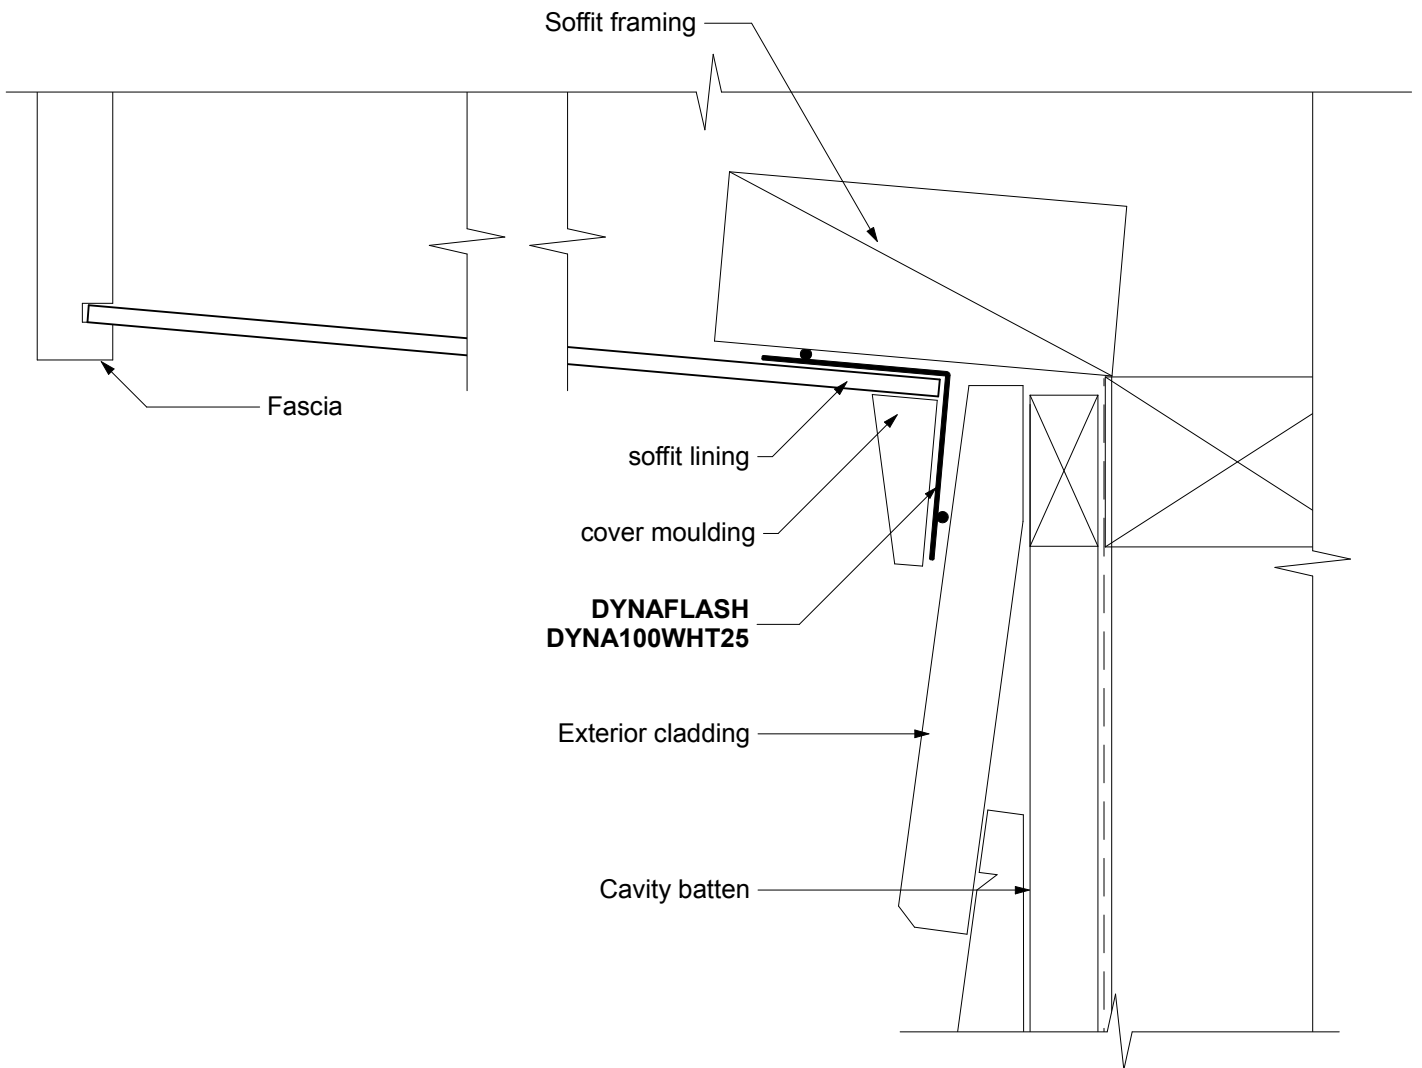 Soffit framing
Fascia
soffit lining
cover moulding
DYNAFLASH
DYNA100WHT25
Exterior cladding
Cavity batten